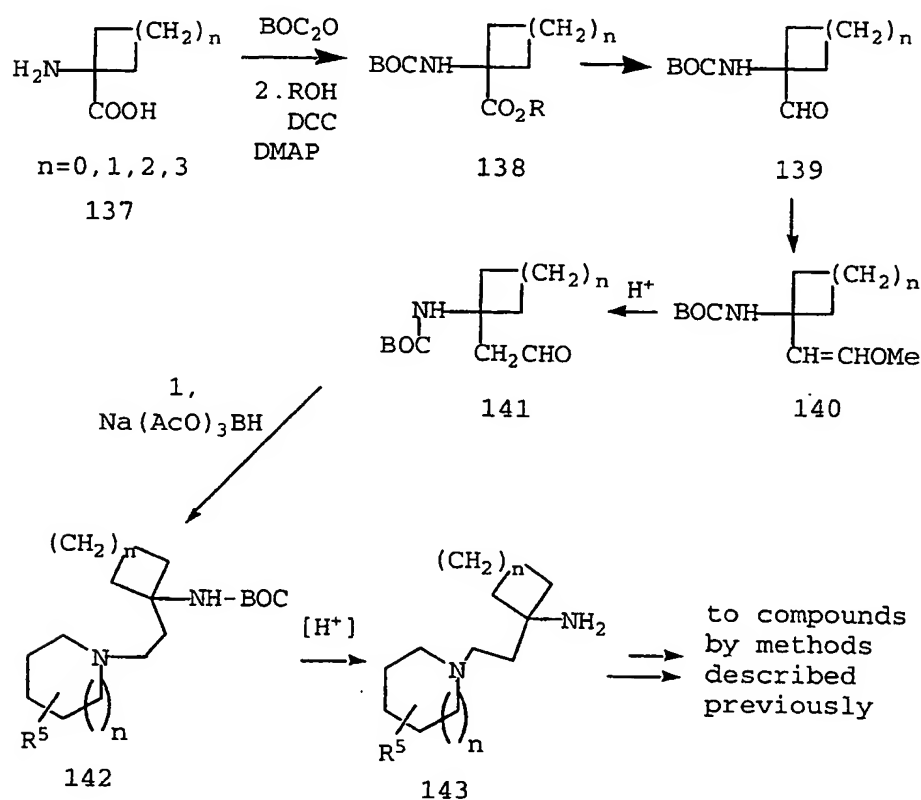 (CH₂)ₙ BOC₂O (CH₂)ₙ (CH₂)ₙ
H₂N BOCNH BOCNH
COOH 2.ROH CO₂R CHO
DCC
DMAP
n=0,1,2,3 138 139
137
(CH₂)ₙ H⁺ (CH₂)ₙ
NH BOCNH
BOC CH₂CHO CH=CHOMe
141 140
1,
Na(AcO)₃BH
(CH₂)ₙ (CH₂)ₙ
NH-BOC [H⁺] NH₂ to compounds
by methods
N N described
previously
R⁵ n R⁵ n
142 143